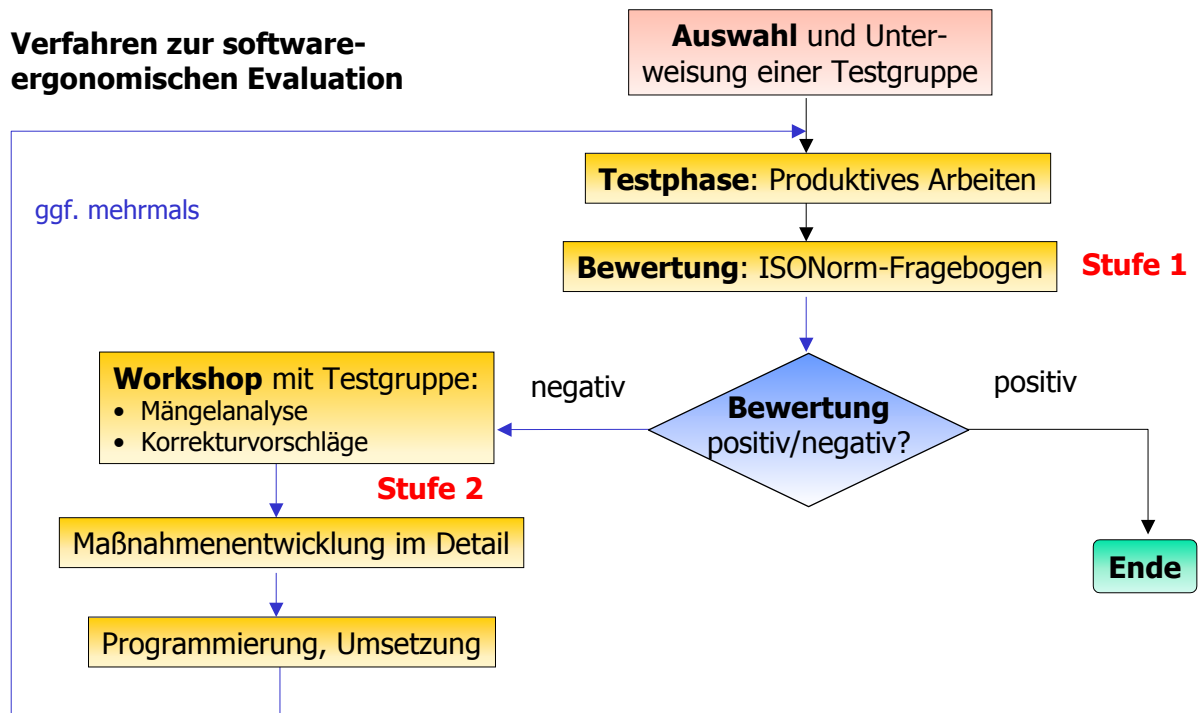 Verfahren zur software-
ergonomischen Evaluation
Auswahl und Unter-
weisung einer Testgruppe
Testphase: Produktives Arbeiten
ggf. mehrmals
Bewertung: ISONorm-Fragebogen
Stufe 1
Workshop mit Testgruppe:
• Mängelanalyse
• Korrekturvorschläge
negativ
Bewertung
positiv/negativ?
positiv
Stufe 2
Maßnahmenentwicklung im Detail
Ende
Programmierung, Umsetzung